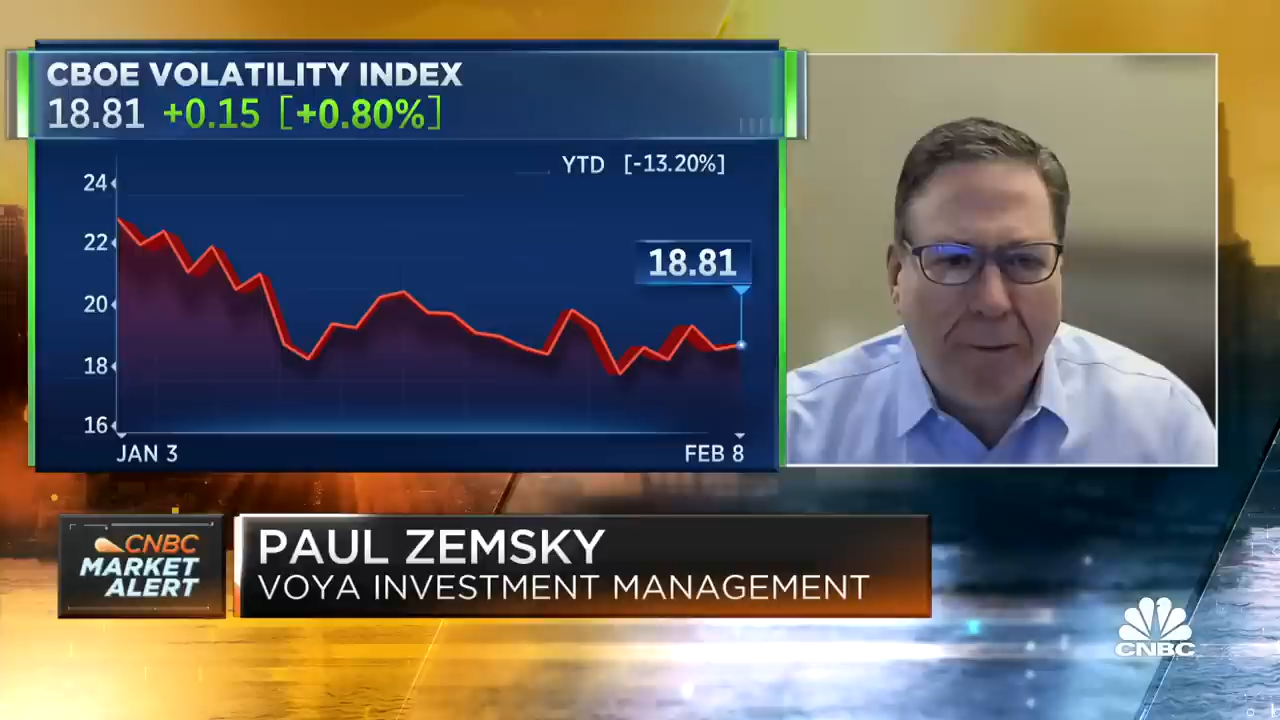 CBOE VOLATILITY INDEX
18.81 +0.15 [+0.80%]
YTD [-13.20%]
24
22
20
18
16
18.81
JAN 3
FEB 8
CNBC
MARKET
ALERT
PAUL ZEMSKY
VOYA INVESTMENT MANAGEMENT
CNBC